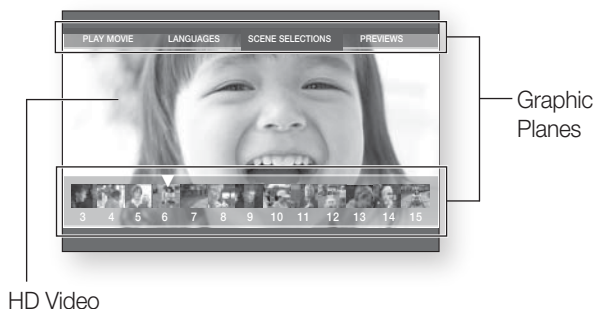 PLAY MOVIE LANGUAGES SCENE SELECTIONS PREVIEWS
Graphic
Planes
3 4 5 6 7 8 9 10 11 12 13 14 15
HD Video